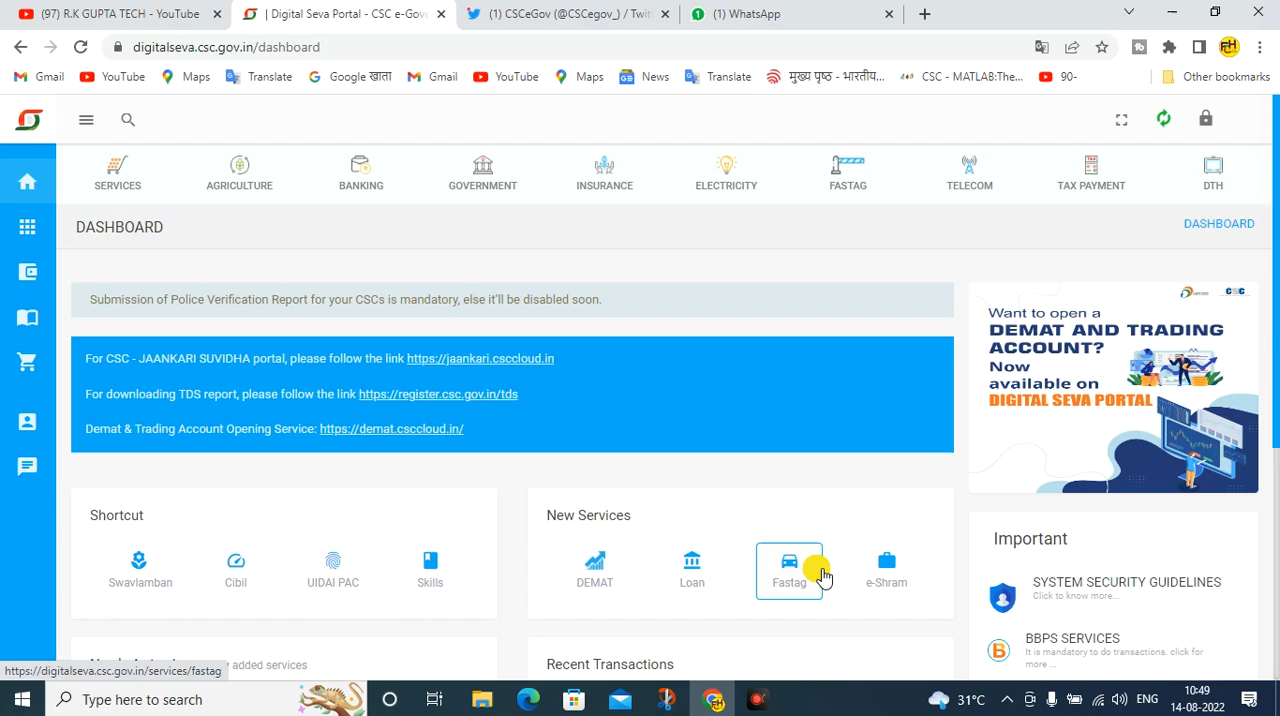 (97) R.K GUPTA TECH - YouTube
| Digital Seva Portal - CSC e-Gove
(1) CSCeGov (@CSCegov_) / Twitt
(1) WhatsApp
digitalseva.csc.gov.in/dashboard
Gmail
YouTube
Maps
Translate
Google खाता
Gmail
YouTube
Maps
News
Translate
मुख्य पृष्ठ - भारतीय...
CSC - MATLAB:The...
90-
Other bookmarks
SERVICES
AGRICULTURE
BANKING
GOVERNMENT
INSURANCE
ELECTRICITY
FASTAG
TELECOM
TAX PAYMENT
DTH
DASHBOARD
DASHBOARD
Submission of Police Verification Report for your CSCs is mandatory, else it'll be disabled soon.
For CSC - JAANKARI SUVIDHA portal, please follow the link https://jaankari.csccloud.in
For downloading TDS report, please follow the link https://register.csc.gov.in/tds
Demat & Trading Account Opening Service: https://demat.csccloud.in/
Want to open a
DEMAT AND TRADING
ACCOUNT?
Now
available on
DIGITAL SEVA PORTAL
Shortcut
Swavlamban
Cibil
UIDAI PAC
Skills
New Services
DEMAT
Loan
Fastag
e-Shram
Important
SYSTEM SECURITY GUIDELINES
Click to know more...
BBPS SERVICES
It is mandatory to do transactions. click for
more ...
added services
Recent Transactions
https://digitalseva.csc.gov.in/services/fastag
Type here to search
31°C
ENG
10:49
14-08-2022